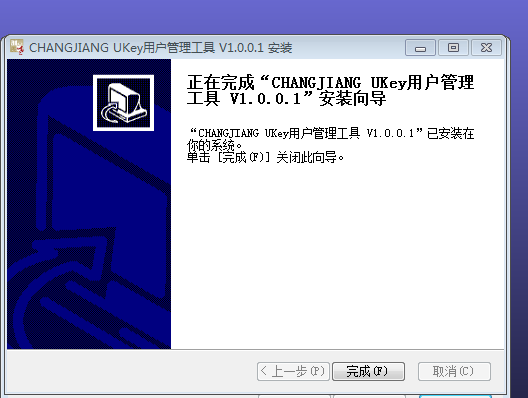 CHANGJIANG UKey用户管理工具 V1.0.0.1 安装
正在完成“CHANGJIANG UKey用户管理
工具 V1.0.0.1”安装向导
“CHANGJIANG UKey用户管理工具 V1.0.0.1”已安装在
你的系统。
单击 [完成(F)] 关闭此向导。
< 上一步(P)
完成(F)
取消(C)